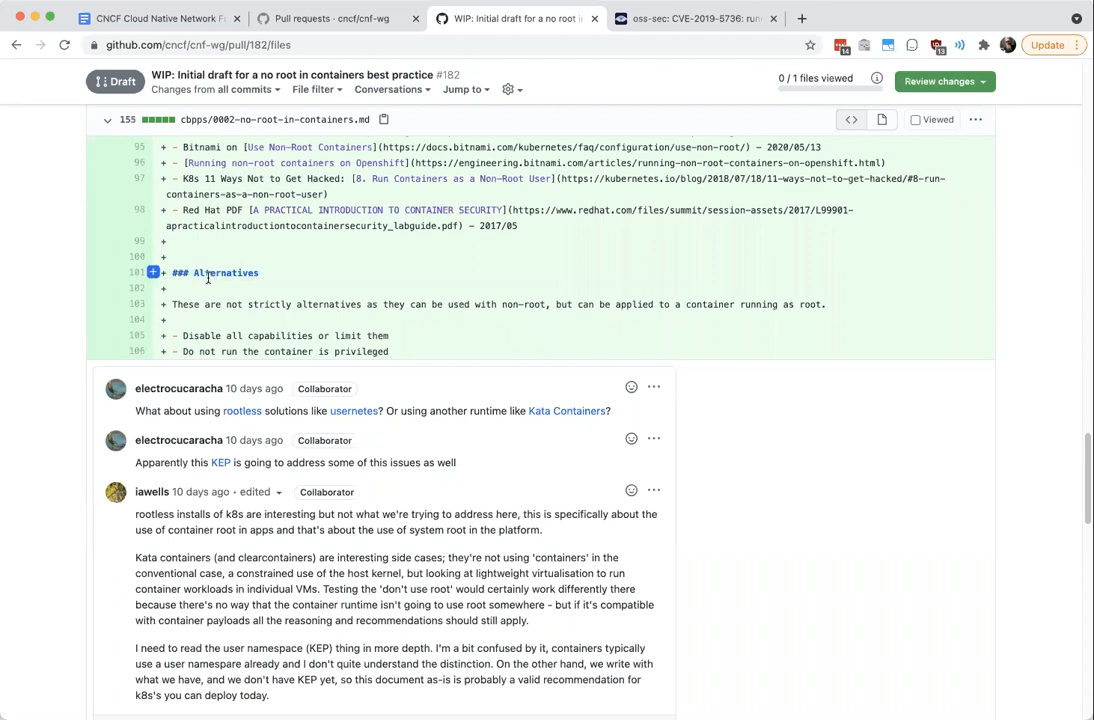 CNCF Cloud Native Network F
Pull requests · cncf/cnf-wg
WIP: Initial draft for a no root in
oss-sec: CVE-2019-5736: run
github.com/cncf/cnf-wg/pull/182/files
14
13
Update
Draft
WIP: Initial draft for a no root in containers best practice #182
Changes from all commits
File filter
Conversations
Jump to
0 / 1 files viewed
Review changes
155
cbpps/0002-no-root-in-containers.md
Viewed
95 + - Bitnami on [Use Non-Root Containers](https://docs.bitnami.com/kubernetes/faq/configuration/use-non-root/) - 2020/05/13
96 + - [Running non-root containers on Openshift](https://engineering.bitnami.com/articles/running-non-root-containers-on-openshift.html)
97 + - K8s 11 Ways Not to Get Hacked: [8. Run Containers as a Non-Root User](https://kubernetes.io/blog/2018/07/18/11-ways-not-to-get-hacked/#8-run-
containers-as-a-non-root-user)
98 + - Red Hat PDF [A PRACTICAL INTRODUCTION TO CONTAINER SECURITY](https://www.redhat.com/files/summit/session-assets/2017/L99901-
apracticalintroductiontocontainersecurity_labguide.pdf) - 2017/05
99 +
100 +
101 + ### Alternatives
102 +
103 + These are not strictly alternatives as they can be used with non-root, but can be applied to a container running as root.
104 +
105 + - Disable all capabilities or limit them
106 + - Do not run the container is privileged
electrocucaracha 10 days ago Collaborator
What about using rootless solutions like usernetes? Or using another runtime like Kata Containers?
electrocucaracha 10 days ago Collaborator
Apparently this KEP is going to address some of this issues as well
iawells 10 days ago • edited Collaborator
rootless installs of k8s are interesting but not what we're trying to address here, this is specifically about the
use of container root in apps and that's about the use of system root in the platform.
Kata containers (and clearcontainers) are interesting side cases; they're not using 'containers' in the
conventional case, a constrained use of the host kernel, but looking at lightweight virtualisation to run
container workloads in individual VMs. Testing the 'don't use root' would certainly work differently there
because there's no way that the container runtime isn't going to use root somewhere - but if it's compatible
with container payloads all the reasoning and recommendations should still apply.
I need to read the user namespace (KEP) thing in more depth. I'm a bit confused by it, containers typically
use a user namespare already and I don't quite understand the distinction. On the other hand, we write with
what we have, and we don't have KEP yet, so this document as-is is probably a valid recommendation for
k8s's you can deploy today.